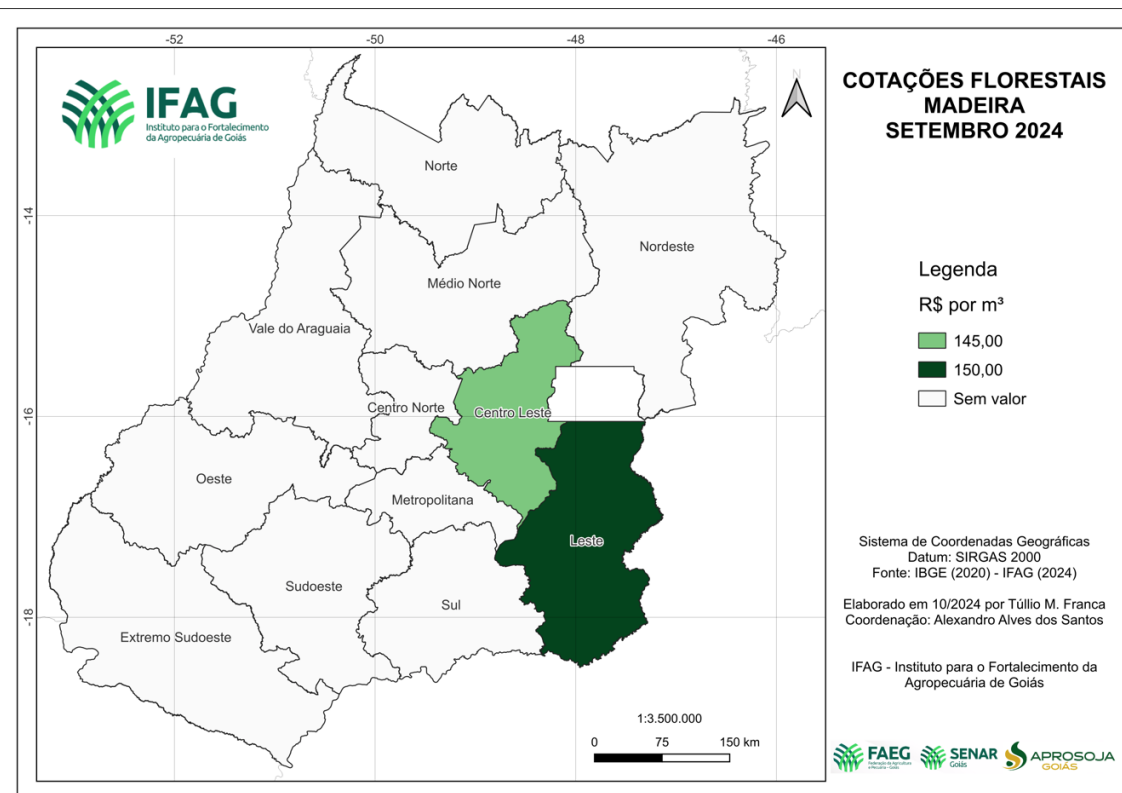 -52
-50
-48
-46
-14
-16
-18
IFAG
Instituto para o Fortalecimento
da Agropecuária de Goiás
N
COTAÇÕES FLORESTAIS
MADEIRA
SETEMBRO 2024
Norte
Nordeste
Médio Norte
Vale do Araguaia
Centro Norte
Centro Leste
Oeste
Metropolitana
Leste
Sudoeste
Sul
Extremo Sudoeste
Legenda
R$ por m³
145,00
150,00
Sem valor
Sistema de Coordenadas Geográficas
Datum: SIRGAS 2000
Fonte: IBGE (2020) - IFAG (2024)
Elaborado em 10/2024 por Túllio M. Franca
Coordenação: Alexandro Alves dos Santos
IFAG - Instituto para o Fortalecimento da
Agropecuária de Goiás
1:3.500.000
0 75 150 km
FAEG
SENAR
Goiás
APROSOJA
GOIÁS